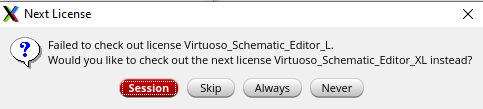 Next License
Failed to check out license Virtuoso_Schematic_Editor_L.
Would you like to check out the next license Virtuoso_Schematic_Editor_XL instead?
Session Skip Always Never